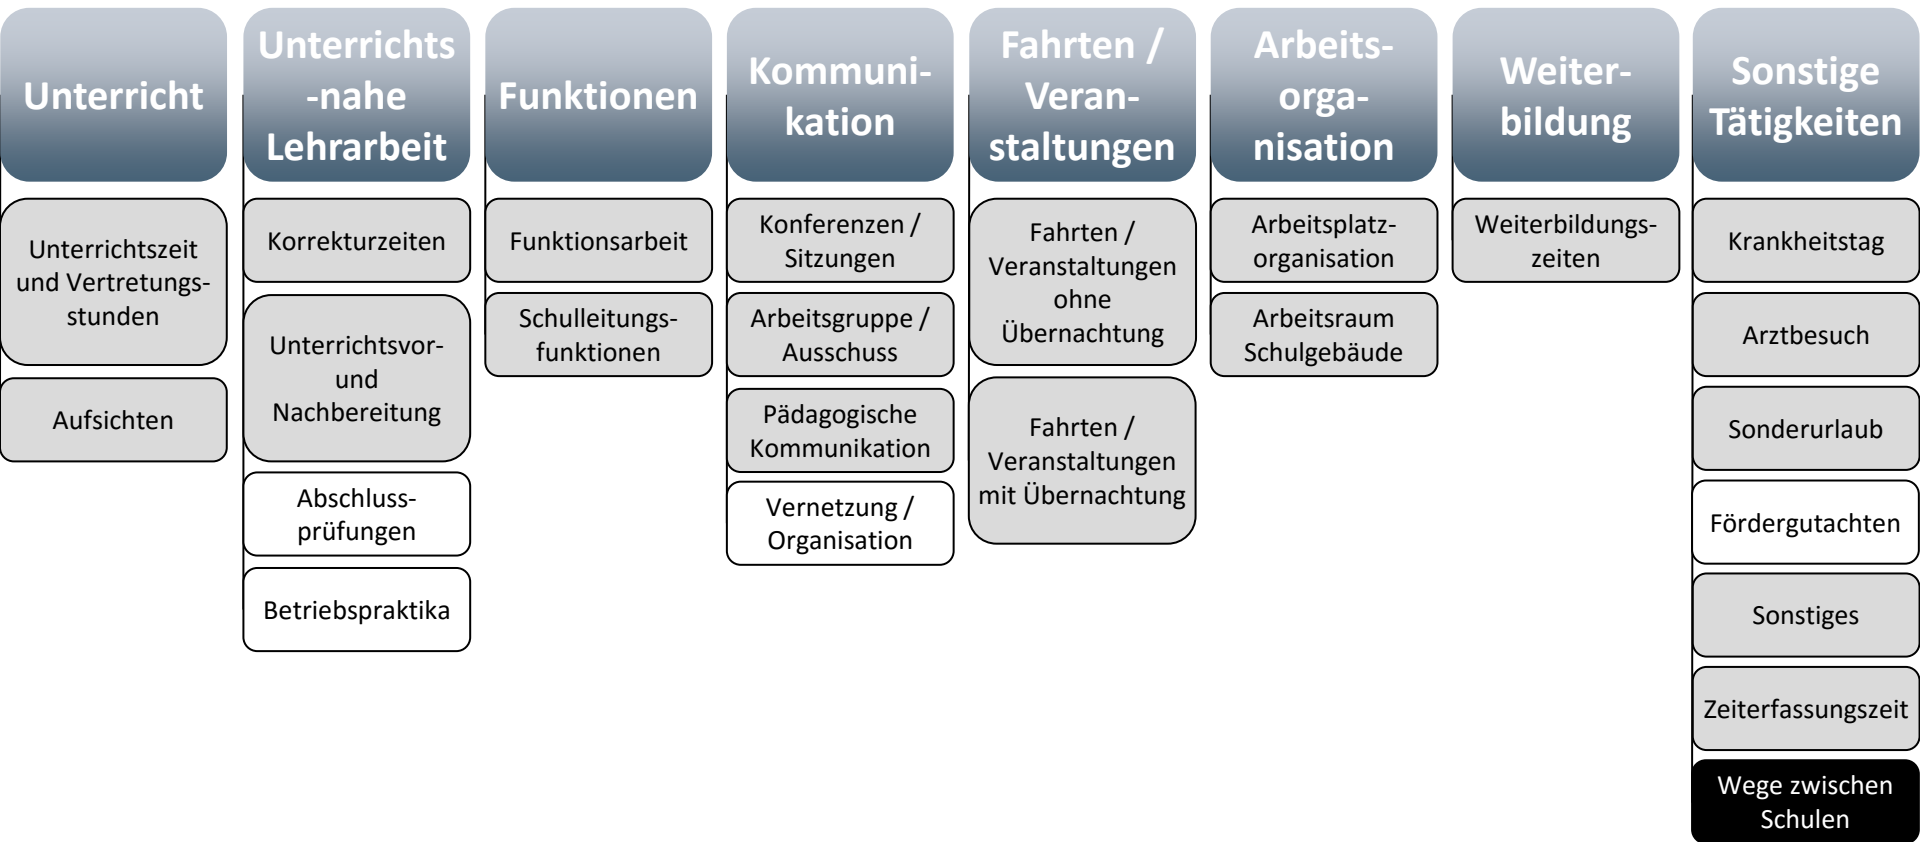 Unterricht
Unterrichtszeit
und Vertretungs-
stunden
Aufsichten
Unterrichts
-nahe
Lehrarbeit
Korrekturzeiten
Unterrichtsvor-
und
Nachbereitung
Abschluss-
prüfungen
Betriebspraktika
Funktionen
Funktionsarbeit
Schulleitungs-
funktionen
Kommuni-
kation
Konferenzen /
Sitzungen
Arbeitsgruppe /
Ausschuss
Pädagogische
Kommunikation
Vernetzung /
Organisation
Fahrten /
Veran-
staltungen
Fahrten /
Veranstaltungen
ohne
Übernachtung
Fahrten /
Veranstaltungen
mit Übernachtung
Arbeits-
orga-
nisation
Arbeitsplatz-
organisation
Arbeitsraum
Schulgebäude
Weiter-
bildung
Weiterbildungs-
zeiten
Sonstige
Tätigkeiten
Krankheitstag
Arztbesuch
Sonderurlaub
Fördergutachten
Sonstiges
Zeiterfassungszeit
Wege zwischen
Schulen